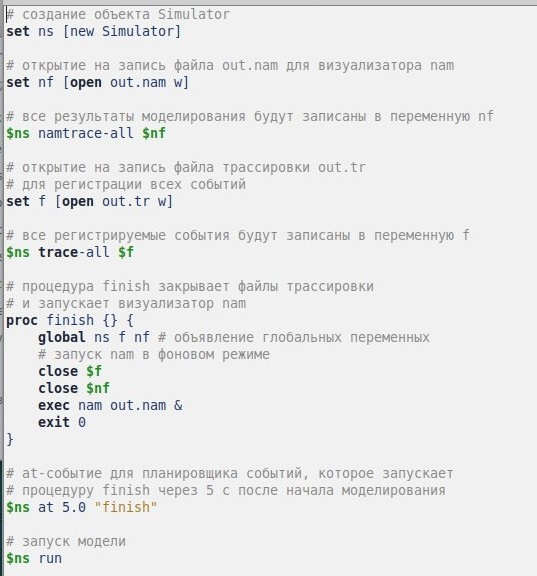 # создание объекта Simulator
set ns [new Simulator]
# открытие на запись файла out.nam для визуализатора nam
set nf [open out.nam w]
# все результаты моделирования будут записаны в переменную nf
$ns namtrace-all $nf
# открытие на запись файла трассировки out.tr
# для регистрации всех событий
set f [open out.tr w]
# все регистрируемые события будут записаны в переменную f
$ns trace-all $f
# процедура finish закрывает файлы трассировки
# и запускает визуализатор nam
proc finish {} {
    global ns f nf # объявление глобальных переменных
    # запуск nam в фоновом режиме
    close $f
    close $nf
    exec nam out.nam &
    exit 0
}
# at-событие для планировщика событий, которое запускает
# процедуру finish через 5 с после начала моделирования
$ns at 5.0 "finish"
# запуск модели
$ns run